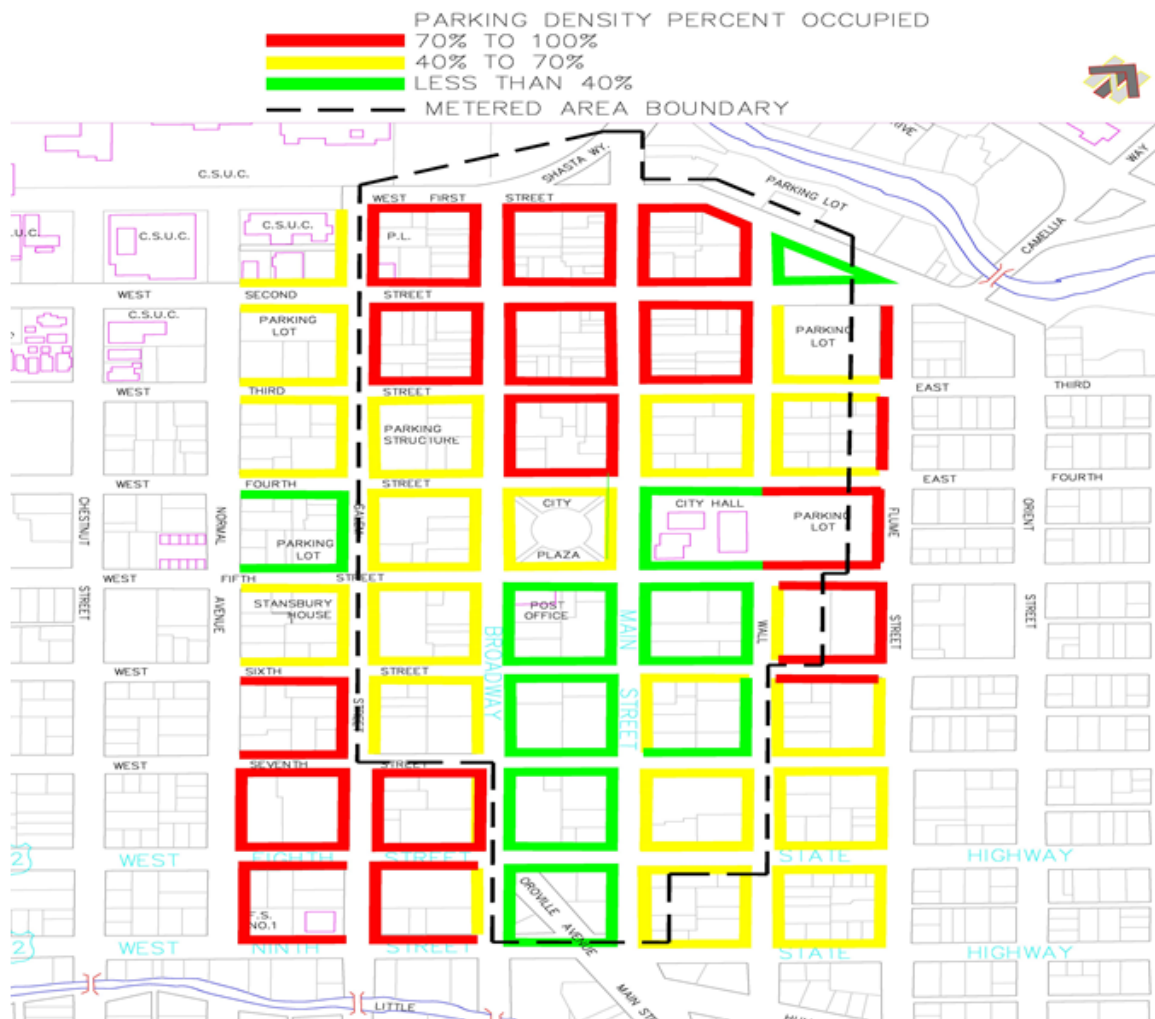 PARKING DENSITY PERCENT OCCUPIED
70% TO 100%
40% TO 70%
LESS THAN 40%
METERED AREA BOUNDARY
C.S.U.C.
SHASTA WY.
PARKING LOT
WAY
CAMELLIA
WEST FIRST STREET
C.S.U.C.
C.S.U.C.
P.L.
WEST SECOND STREET
C.S.U.C.
PARKING
LOT
PARKING
LOT
WEST THIRD STREET EAST THIRD
PARKING
STRUCTURE
WEST FOURTH STREET EAST FOURTH
CHESTNUT
STREET
NORMAL
AVENUE
PARKING
LOT
CITY
PLAZA
CITY HALL
PARKING
LOT
FLUME
STREET
ORIENT
STREET
WEST FIFTH STREET
STANSBURY
HOUSE
POST
OFFICE
BROADWAY
MAIN
STREET
WALL
WEST SIXTH STREET
STREET
WEST SEVENTH STREET
WEST EIGHTH STREET STATE HIGHWAY
F.S.
NO.1
OROVILLE AVENUE
WEST NINTH STREET STATE HIGHWAY
LITTLE
MAIN